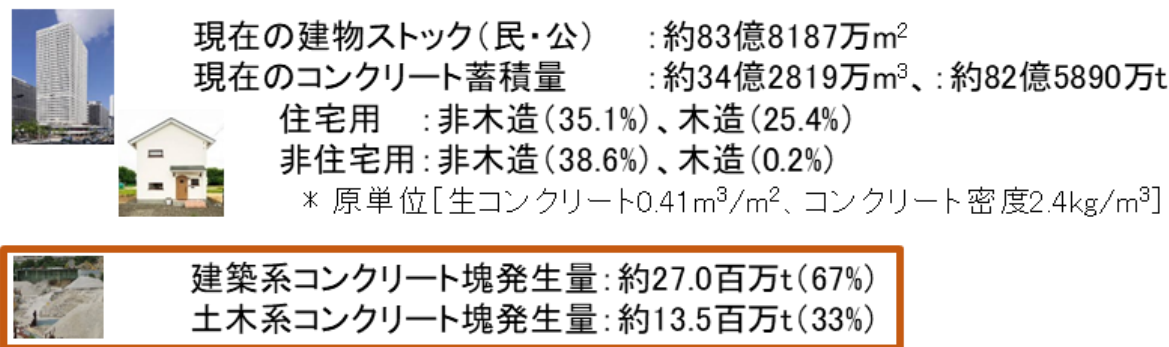 現在の建物ストック(民・公)　:約83億8187万m²
現在のコンクリート蓄積量　:約34億2819万m³、:約82億5890万t
住宅用　:非木造(35.1%)、木造(25.4%)
非住宅用:非木造(38.6%)、木造(0.2%)
* 原単位[生コンクリート0.41m³/m²、コンクリート密度2.4kg/m³]
建築系コンクリート塊発生量:約27.0百万t(67%)
土木系コンクリート塊発生量:約13.5百万t(33%)